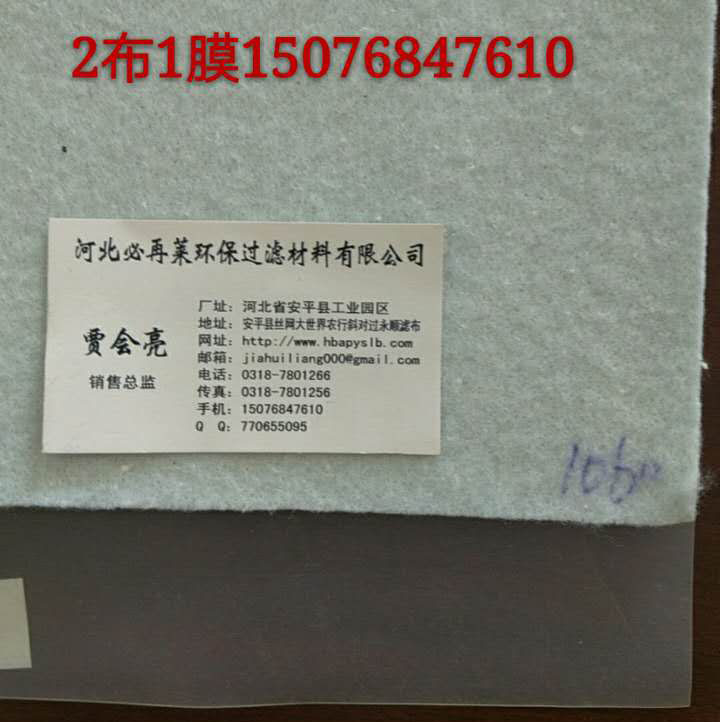 2布1膜15076847610
河北必再莱环保过滤材料有限公司
贾会亮
销售总监
厂址：河北省安平县工业园区
地址：安平县丝网大世界农行斜对过永顺滤布
网址：http://www.hbapyslb.com
邮箱：jiahuiliang000@gmail.com
电话：0318-7801266
传真：0318-7801256
手机：15076847610
Q Q：770655095